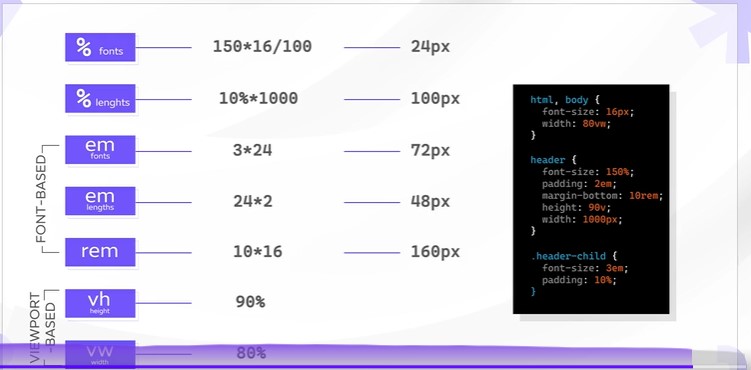 % fonts 150*16/100 24px
% lenghts 10%*1000 100px
em fonts 3*24 72px
em lengths 24*2 48px
rem 10*16 160px
vh height 90%
vw width 80%
FONT-BASED
VIEWPORT
-BASED
html, body {
font-size: 16px;
width: 80vw;
}
header {
font-size: 150%;
padding: 2em;
margin-bottom: 10rem;
height: 90v;
width: 1000px;
}
.header-child {
font-size: 3em;
padding: 10%;
}